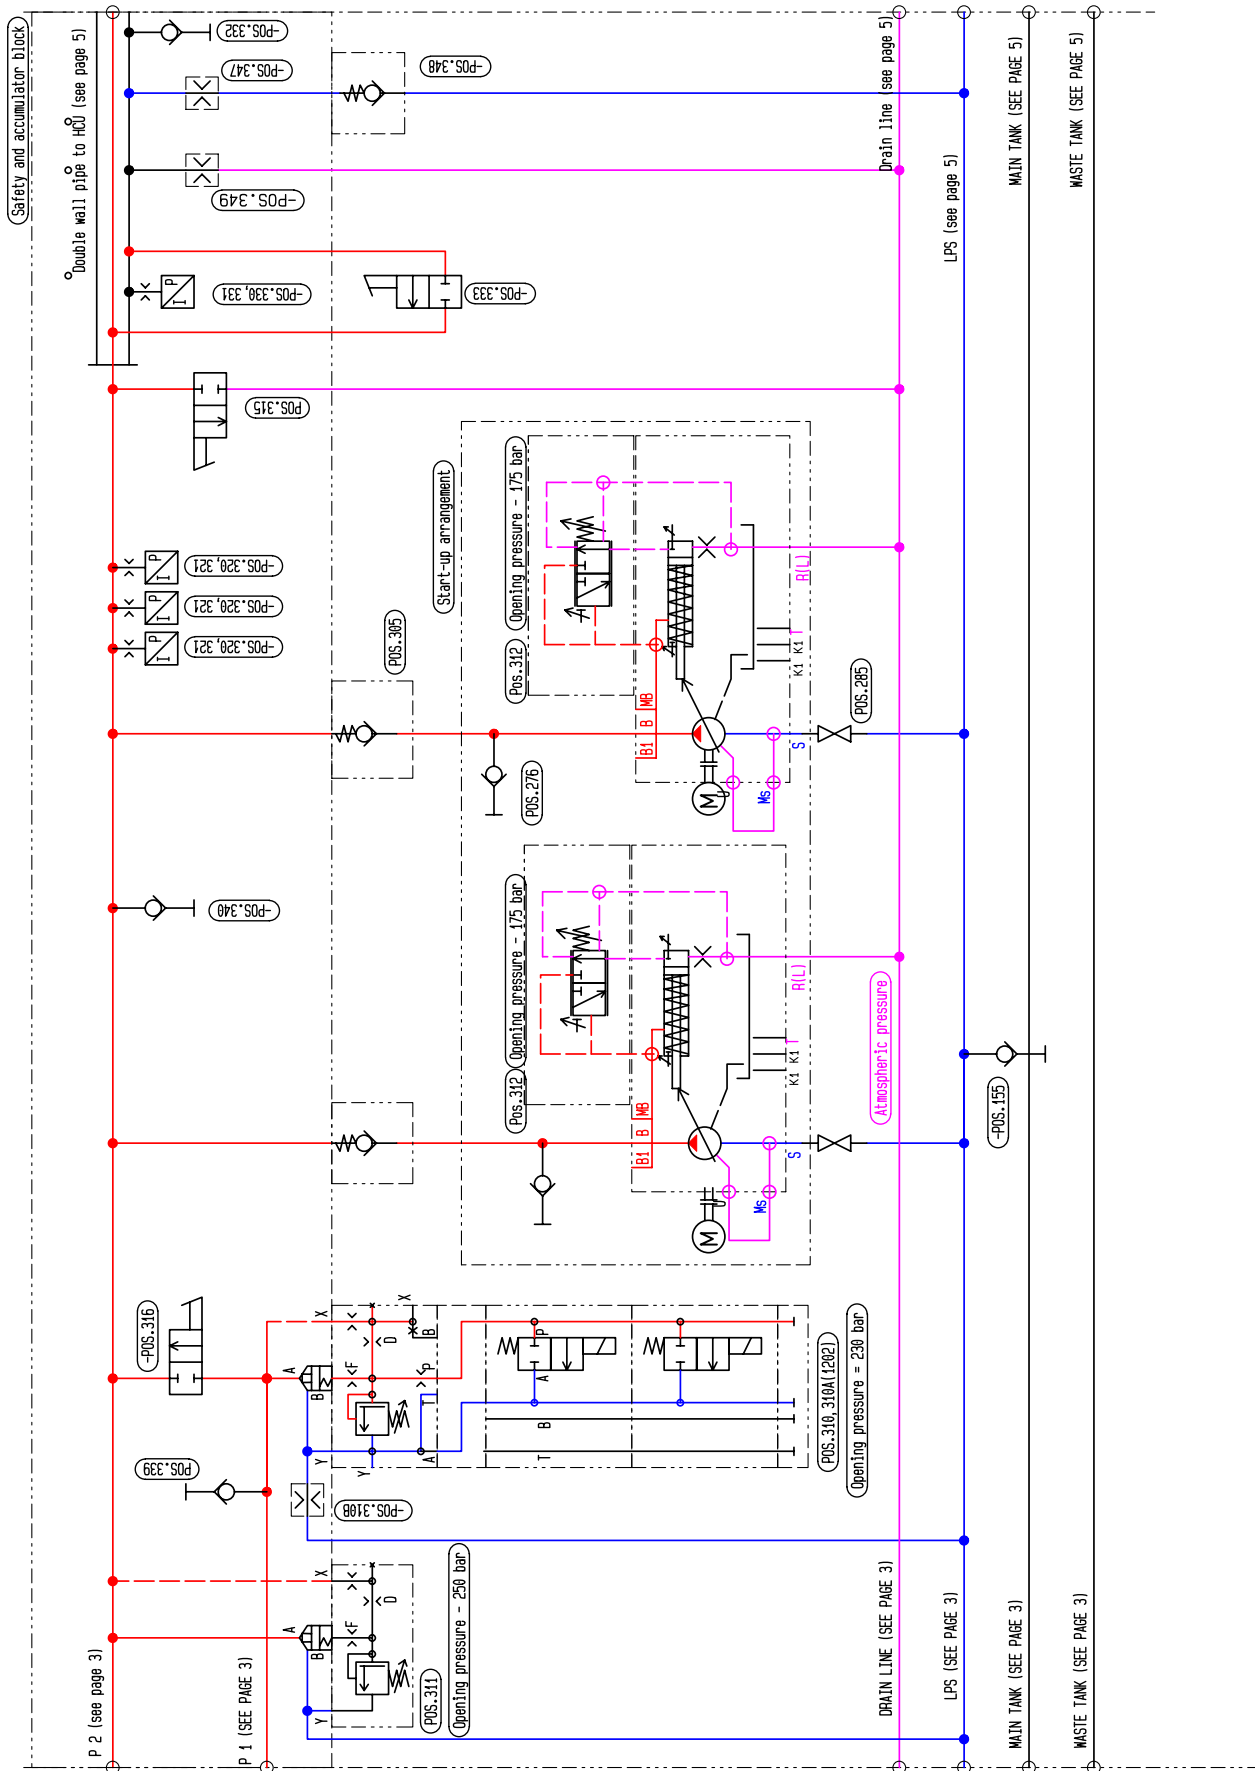 Safety and accumulator block
Double wall pipe to HCU (see page 5)
-POS.332
-POS.347
-POS.348
-POS.349
-POS.330,331
P
I
-POS.333
POS.315
Drain line (see page 5)
LPS (see page 5)
MAIN TANK (SEE PAGE 5)
WASTE TANK (SEE PAGE 5)
-POS.320,321
P
I
-POS.320,321
P
I
-POS.320,321
P
I
Start-up arrangement
Opening pressure - 175 bar
Pos.312
POS.305
POS.276
B1
B
MB
M
U
Ms
S
R(L)
T
K1
K1
POS.285
-POS.340
Opening pressure - 175 bar
Pos.312
B1
B
MB
M
U
Ms
S
R(L)
T
K1
K1
Atmospheric pressure
-POS.155
-POS.316
POS.339
-POS.310B
A
B
X
Y
F
D
X
B
P
T
A
Y
P
A
B
T
POS.310,310A(1202)
Opening pressure = 230 bar
A
B
X
Y
F
D
POS.311
Opening pressure - 250 bar
P 2 (see page 3)
P 1 (SEE PAGE 3)
DRAIN LINE (SEE PAGE 3)
LPS (SEE PAGE 3)
MAIN TANK (SEE PAGE 3)
WASTE TANK (SEE PAGE 3)